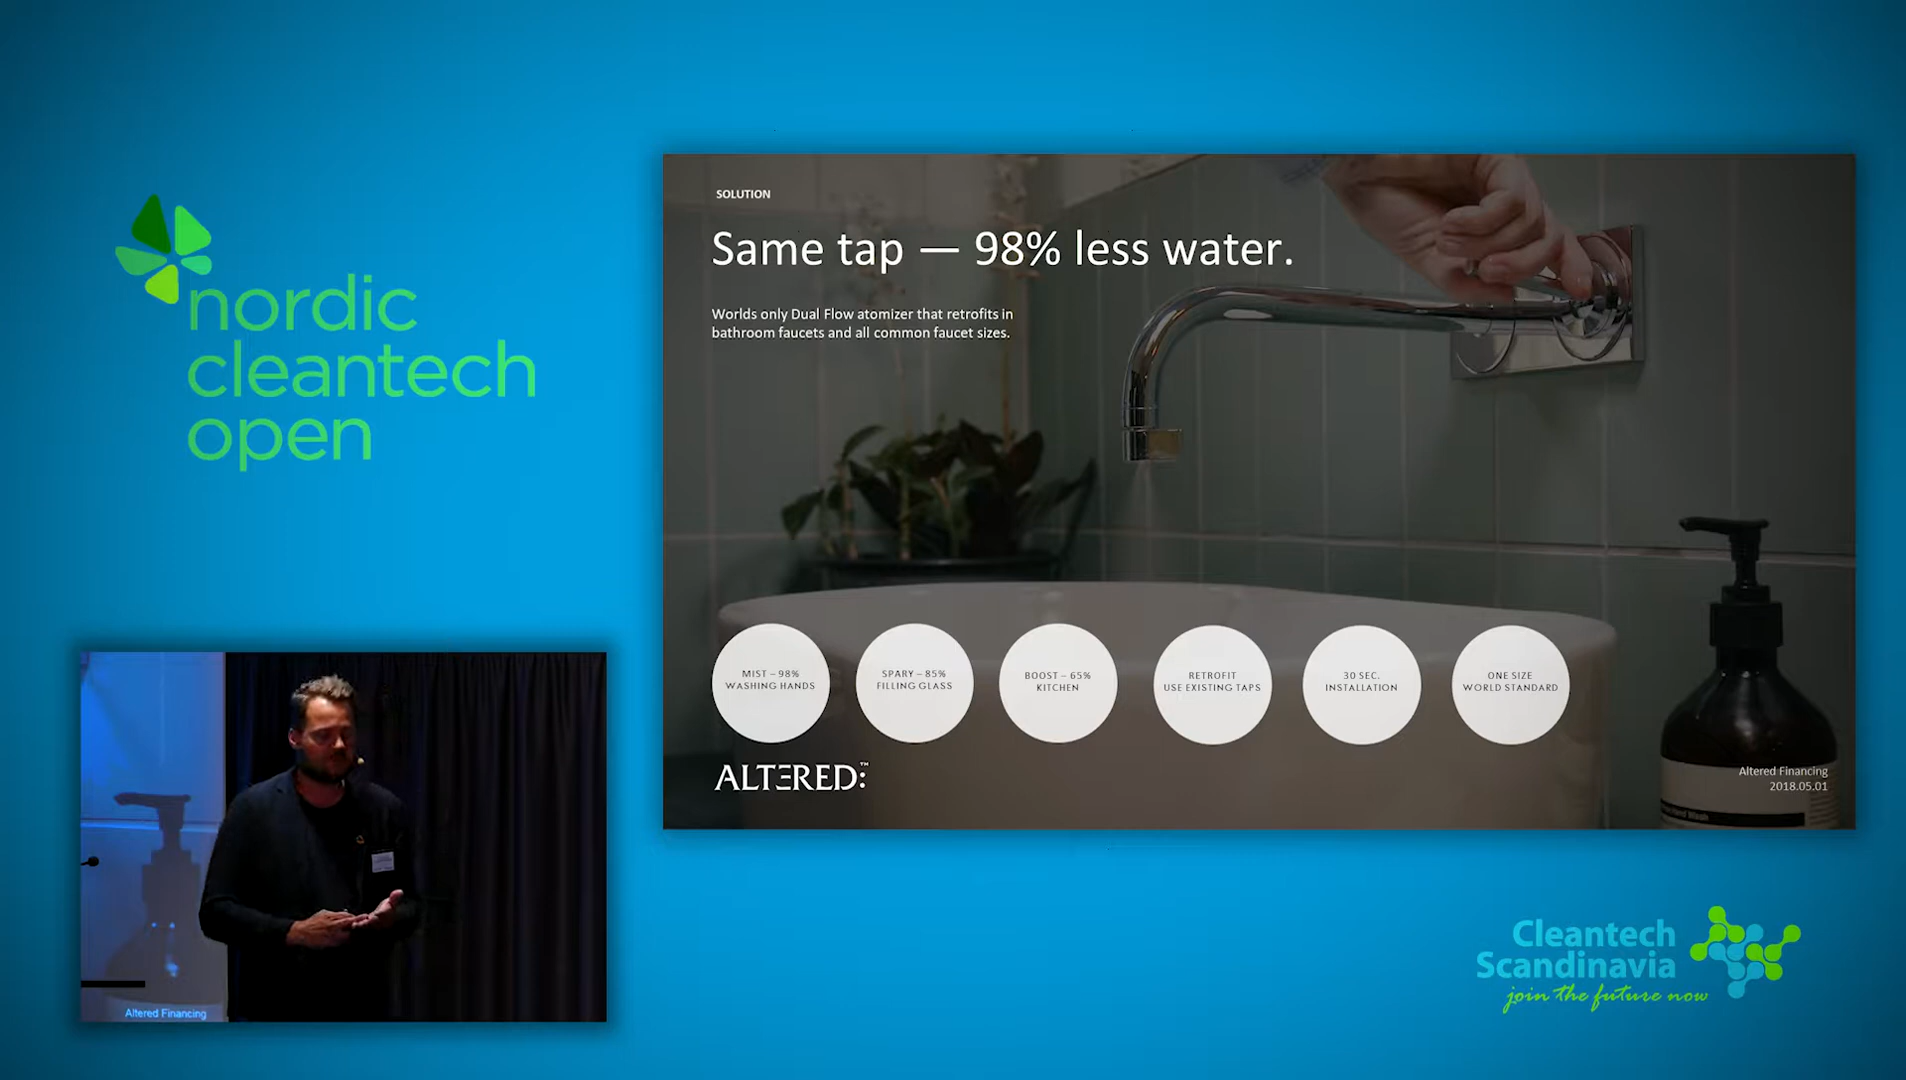 nordic
cleantech
open
SOLUTION
Same tap — 98% less water.
Worlds only Dual Flow atomizer that retrofits in
bathroom faucets and all common faucet sizes.
MIST – 98%
WASHING HANDS
SPARY – 85%
FILLING GLASS
BOOST – 65%
KITCHEN
RETROFIT
USE EXISTING TAPS
30 SEC.
INSTALLATION
ONE SIZE
WORLD STANDARD
ALTERED:™
Altered Financing
2018.05.01
Altered Financing
Cleantech
Scandinavia
join the future now